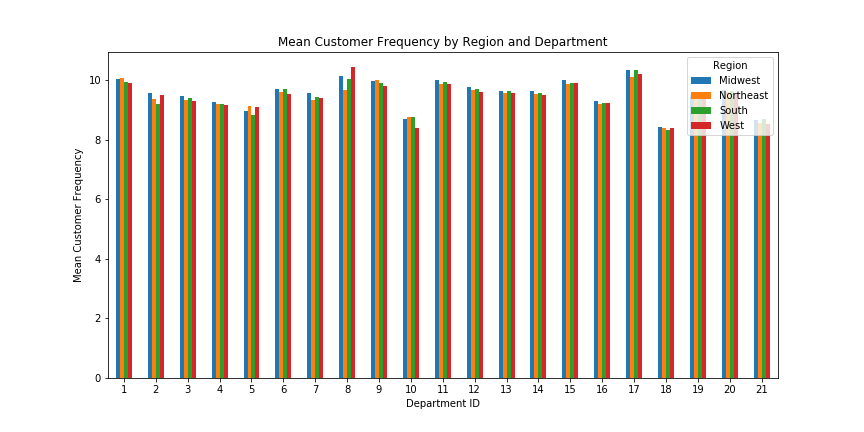 Mean Customer Frequency by Region and Department
Mean Customer Frequency
10
8
6
4
2
0
Region
Midwest
Northeast
South
West
1 2 3 4 5 6 7 8 9 10 11 12 13 14 15 16 17 18 19 20 21
Department ID